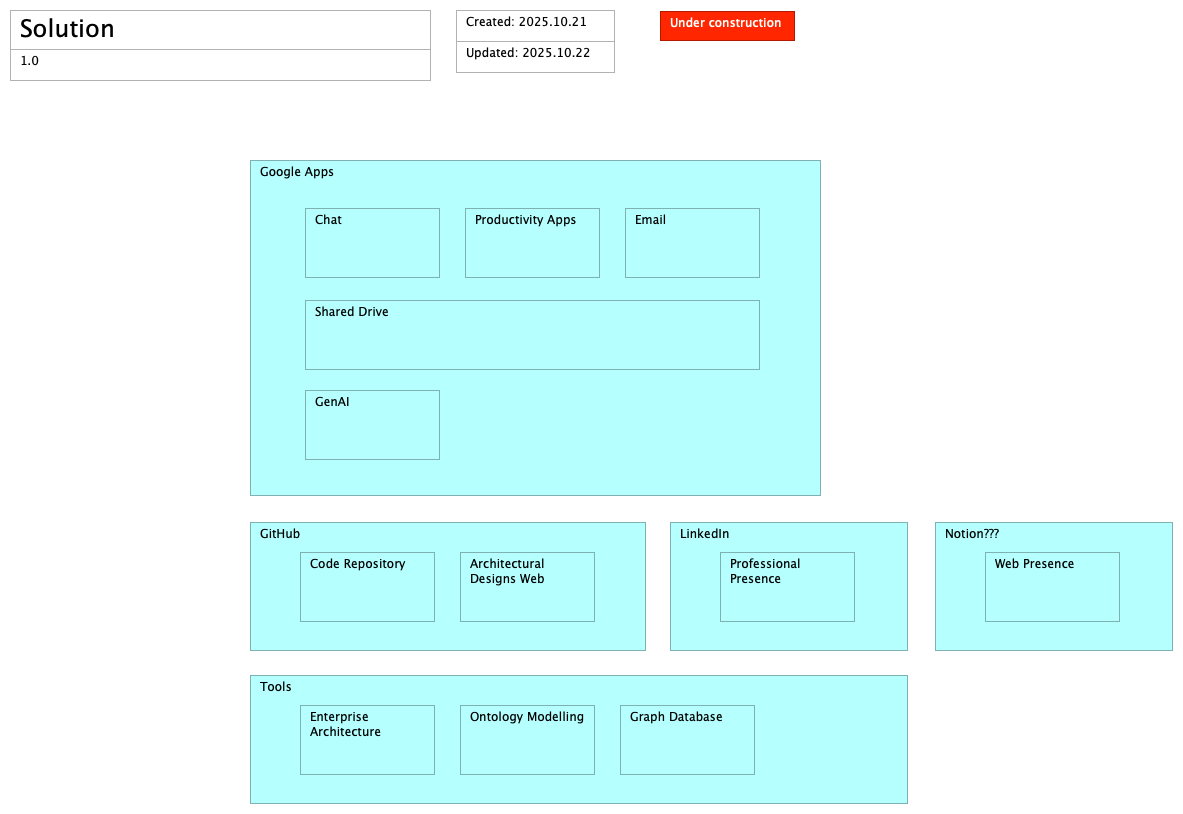 Solution
1.0
Created: 2025.10.21
Updated: 2025.10.22
Under construction
Google Apps
Chat
Productivity Apps
Email
Shared Drive
GenAI
GitHub
Code Repository
Architectural
Designs Web
LinkedIn
Professional
Presence
Notion???
Web Presence
Tools
Enterprise
Architecture
Ontology Modelling
Graph Database